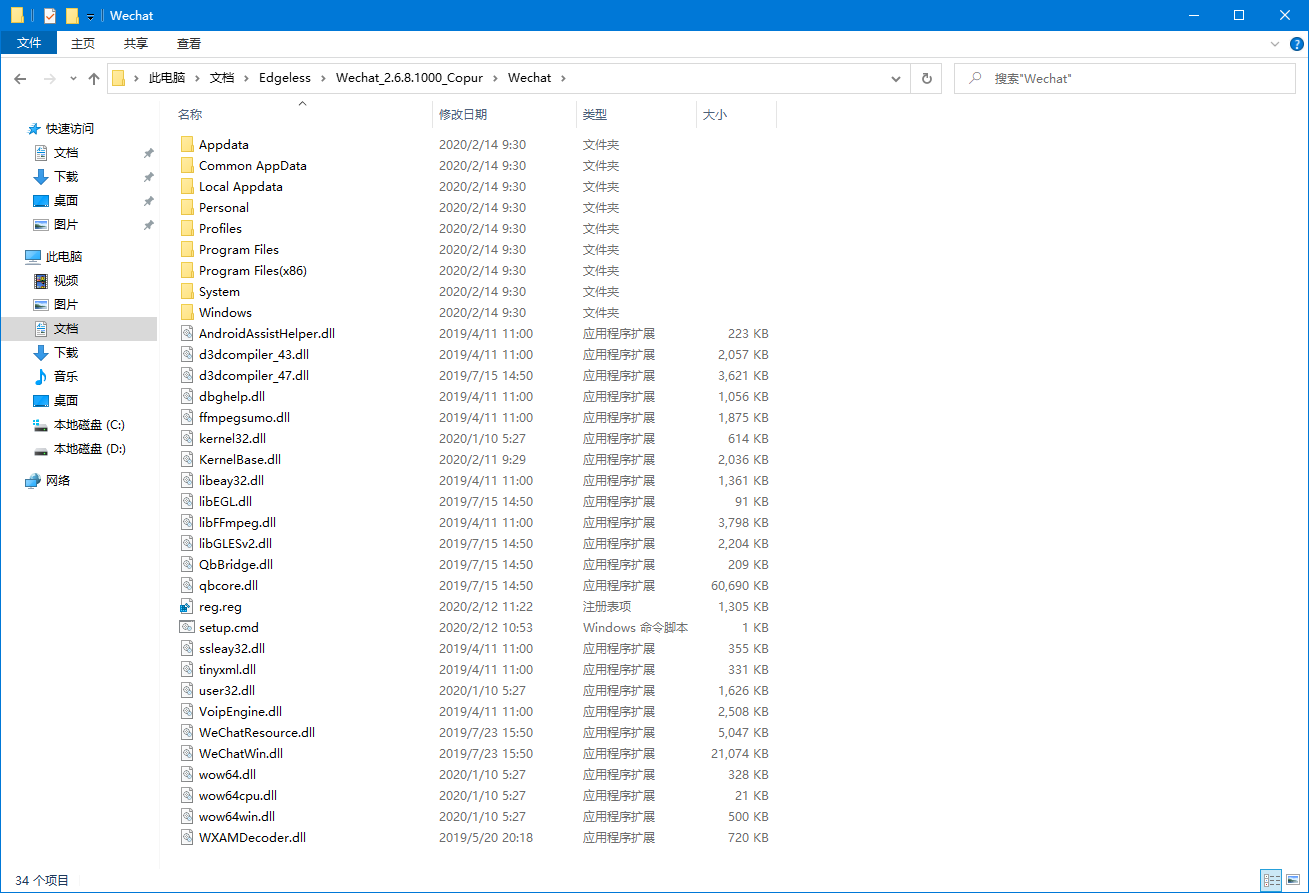 Wechat
文件 主页 共享 查看
此电脑 文档 Edgeless Wechat_2.6.8.1000_Copur Wechat
搜索"Wechat"
快速访问
文档
下载
桌面
图片
此电脑
视频
图片
文档
下载
音乐
桌面
本地磁盘 (C:)
本地磁盘 (D:)
网络
名称 修改日期 类型 大小
Appdata 2020/2/14 9:30 文件夹
Common AppData 2020/2/14 9:30 文件夹
Local Appdata 2020/2/14 9:30 文件夹
Personal 2020/2/14 9:30 文件夹
Profiles 2020/2/14 9:30 文件夹
Program Files 2020/2/14 9:30 文件夹
Program Files(x86) 2020/2/14 9:30 文件夹
System 2020/2/14 9:30 文件夹
Windows 2020/2/14 9:30 文件夹
AndroidAssistHelper.dll 2019/4/11 11:00 应用程序扩展 223 KB
d3dcompiler_43.dll 2019/4/11 11:00 应用程序扩展 2,057 KB
d3dcompiler_47.dll 2019/7/15 14:50 应用程序扩展 3,621 KB
dbghelp.dll 2019/4/11 11:00 应用程序扩展 1,056 KB
ffmpegsumo.dll 2019/4/11 11:00 应用程序扩展 1,875 KB
kernel32.dll 2020/1/10 5:27 应用程序扩展 614 KB
KernelBase.dll 2020/2/11 9:29 应用程序扩展 2,036 KB
libeay32.dll 2019/4/11 11:00 应用程序扩展 1,361 KB
libEGL.dll 2019/7/15 14:50 应用程序扩展 91 KB
libFFmpeg.dll 2019/4/11 11:00 应用程序扩展 3,798 KB
libGLESv2.dll 2019/7/15 14:50 应用程序扩展 2,204 KB
QbBridge.dll 2019/7/15 14:50 应用程序扩展 209 KB
qbcore.dll 2019/7/15 14:50 应用程序扩展 60,690 KB
reg.reg 2020/2/12 11:22 注册表项 1,305 KB
setup.cmd 2020/2/12 10:53 Windows 命令脚本 1 KB
ssleay32.dll 2019/4/11 11:00 应用程序扩展 355 KB
tinyxml.dll 2019/4/11 11:00 应用程序扩展 331 KB
user32.dll 2020/1/10 5:27 应用程序扩展 1,626 KB
VoipEngine.dll 2019/4/11 11:00 应用程序扩展 2,508 KB
WeChatResource.dll 2019/7/23 15:50 应用程序扩展 5,047 KB
WeChatWin.dll 2019/7/23 15:50 应用程序扩展 21,074 KB
wow64.dll 2020/1/10 5:27 应用程序扩展 328 KB
wow64cpu.dll 2020/1/10 5:27 应用程序扩展 21 KB
wow64win.dll 2020/1/10 5:27 应用程序扩展 500 KB
WXAMDecoder.dll 2019/5/20 20:18 应用程序扩展 720 KB
34 个项目